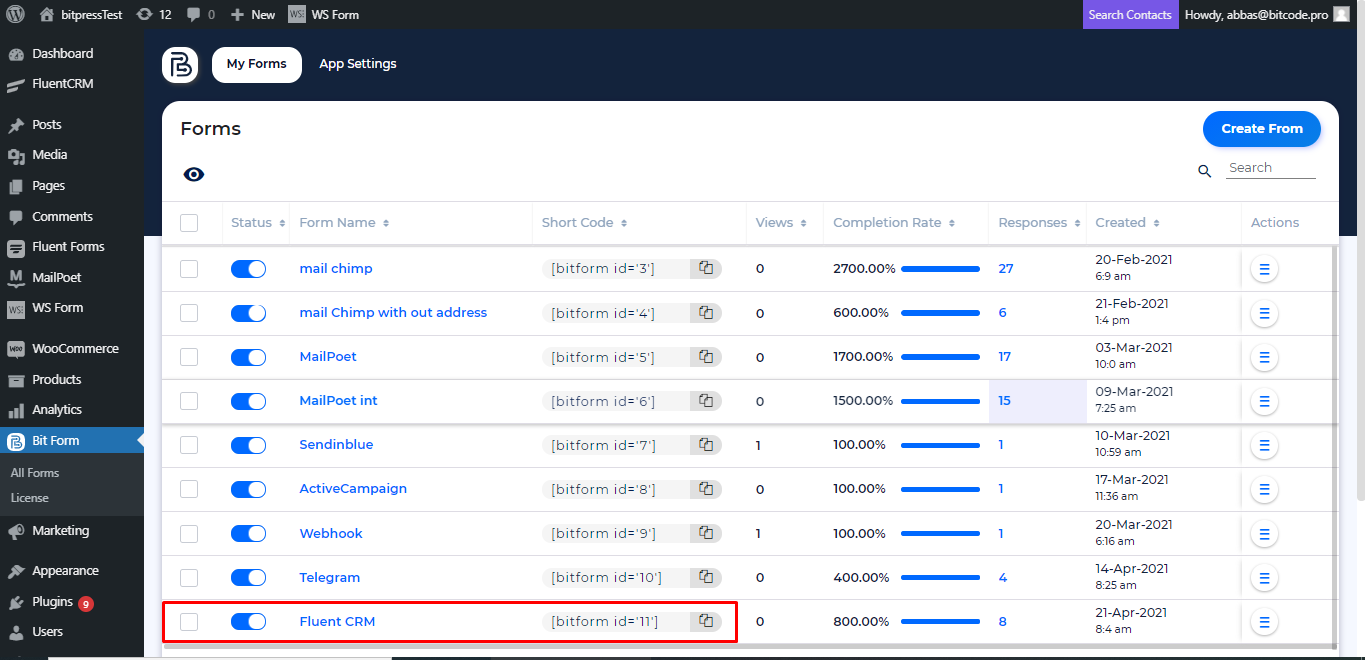 bitpressTest 12 0 New WS: WS Form Search Contacts Howdy, abbas@bitcode.pro
Dashboard
FluentCRM
Posts
Media
Pages
Comments
Fluent Forms
MailPoet
WS: WS Form
Woo WooCommerce
Products
Analytics
Bit Form
All Forms
License
Marketing
Appearance
Plugins 9
Users
My Forms App Settings
Forms Create From
Search
Status Form Name Short Code Views Completion Rate Responses Created Actions
mail chimp [bitform id='3'] 0 2700.00% 27 20-Feb-2021
6:9 am
mail Chimp with out address [bitform id='4'] 0 600.00% 6 21-Feb-2021
1:4 pm
MailPoet [bitform id='5'] 0 1700.00% 17 03-Mar-2021
10:0 am
MailPoet int [bitform id='6'] 0 1500.00% 15 09-Mar-2021
7:25 am
Sendinblue [bitform id='7'] 1 100.00% 1 10-Mar-2021
10:59 am
ActiveCampaign [bitform id='8'] 0 100.00% 1 17-Mar-2021
11:36 am
Webhook [bitform id='9'] 1 100.00% 1 20-Mar-2021
6:16 am
Telegram [bitform id='10'] 0 400.00% 4 14-Apr-2021
8:25 am
Fluent CRM [bitform id='11'] 0 800.00% 8 21-Apr-2021
8:4 am